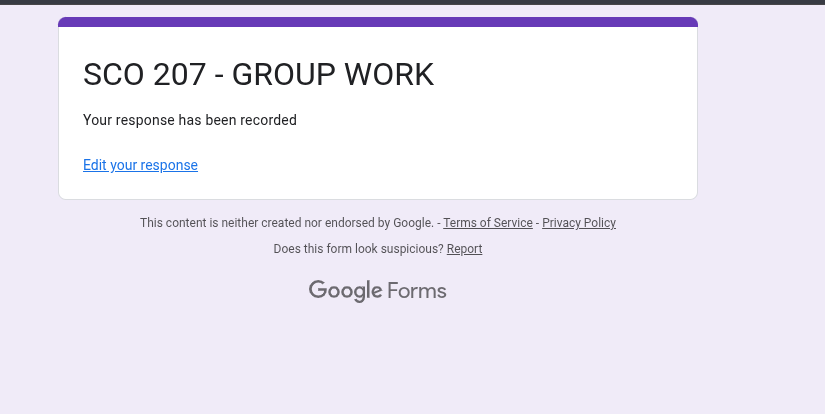 SCO 207 - GROUP WORK
Your response has been recorded
Edit your response
This content is neither created nor endorsed by Google. - Terms of Service - Privacy Policy
Does this form look suspicious? Report
Google Forms